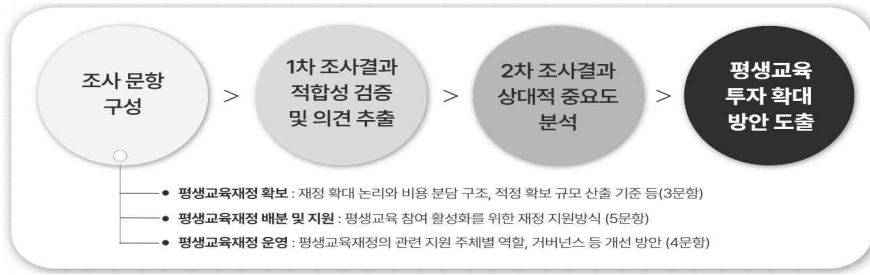 조사 문항
구성
>
1차 조사결과
적합성 검증
및 의견 추출
>
2차 조사결과
상대적 중요도
분석
>
평생교육
투자 확대
방안 도출
• 평생교육재정 확보 : 재정 확대 논리와 비용 분담 구조, 적정 확보 규모 산출 기준 등(3문항)
• 평생교육재정 배분 및 지원 : 평생교육 참여 활성화를 위한 재정 지원방식 (5문항)
• 평생교육재정 운영 : 평생교육재정의 관련 지원 주체별 역할, 거버넌스 등 개선 방안 (4문항)